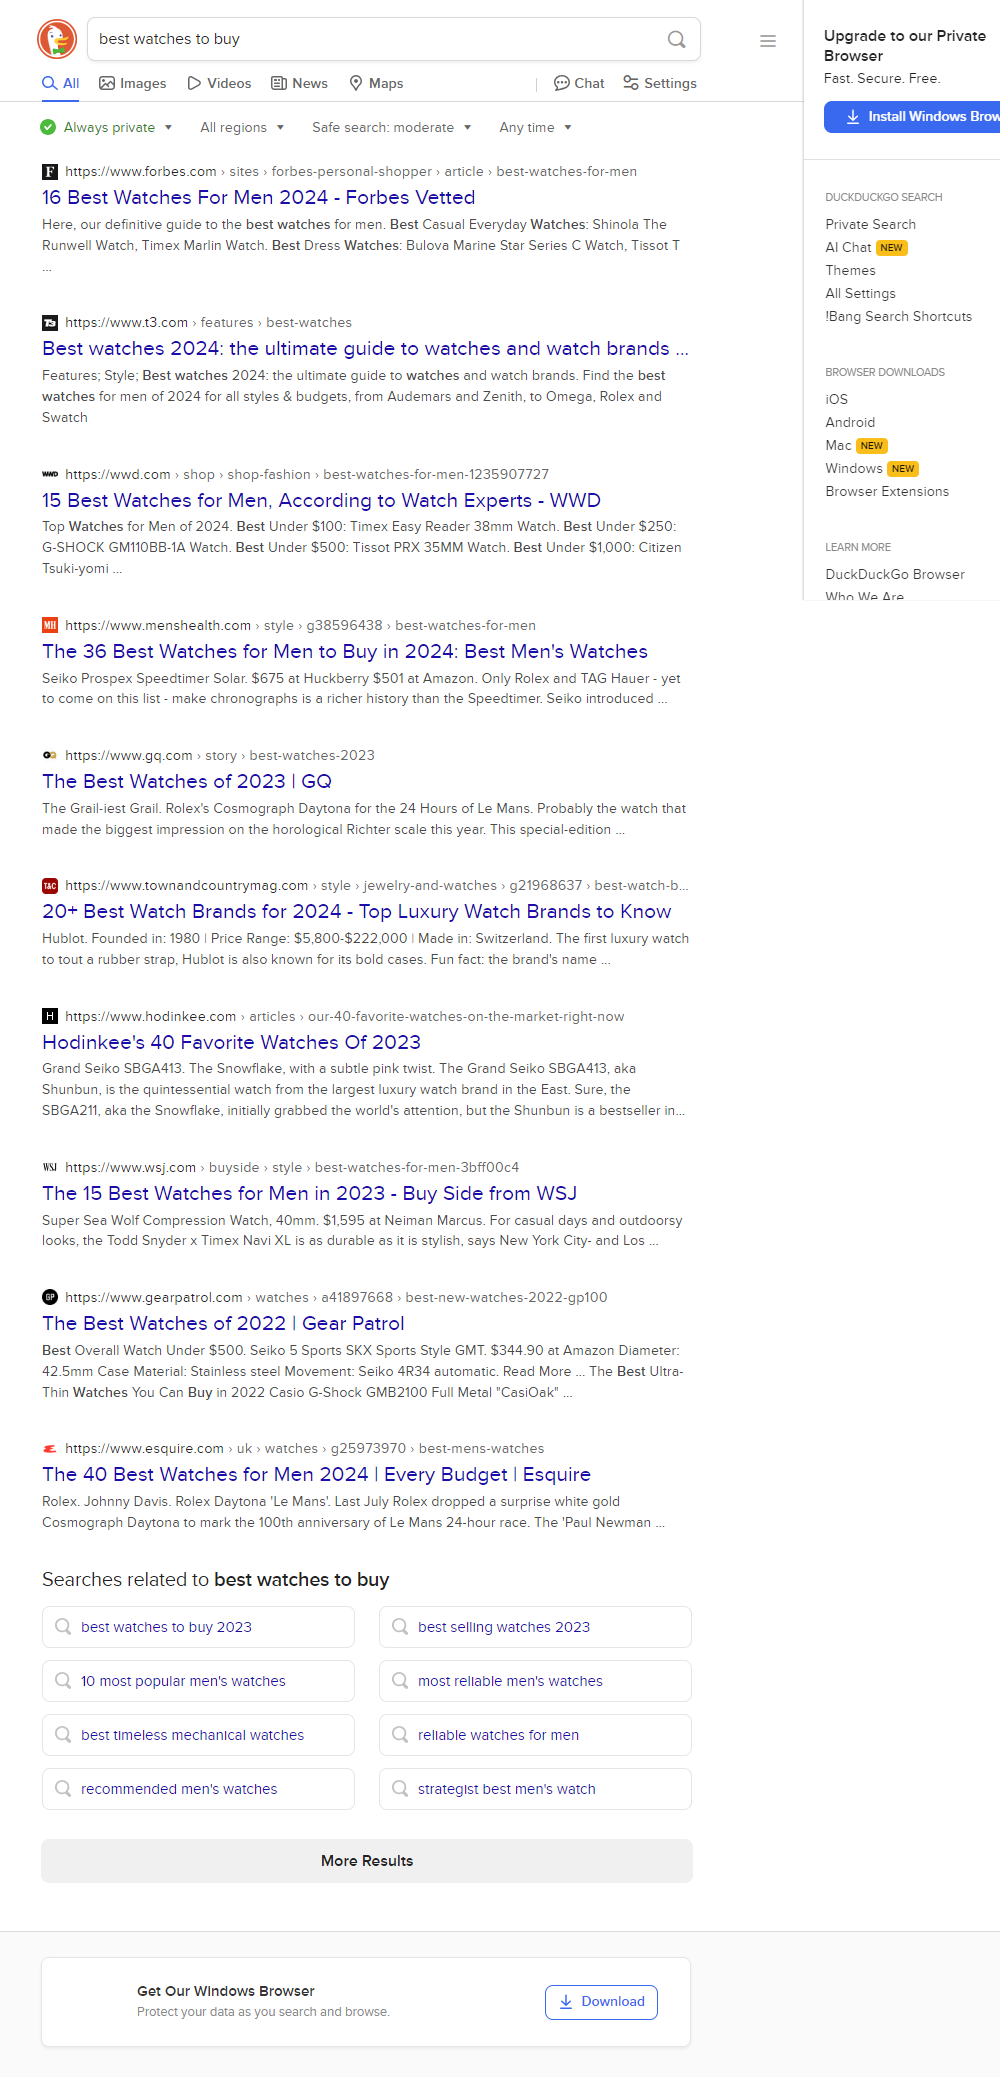 best watches to buy
All
Images
Videos
News
Maps
Chat
Settings
Always private
All regions
Safe search: moderate
Any time
https://www.forbes.com › sites › forbes-personal-shopper › article › best-watches-for-men
16 Best Watches For Men 2024 - Forbes Vetted
Here, our definitive guide to the best watches for men. Best Casual Everyday Watches: Shinola The
Runwell Watch, Timex Marlin Watch. Best Dress Watches: Bulova Marine Star Series C Watch, Tissot T
...
T3
https://www.t3.com › features › best-watches
Best watches 2024: the ultimate guide to watches and watch brands ...
Features; Style; Best watches 2024: the ultimate guide to watches and watch brands. Find the best
watches for men of 2024 for all styles & budgets, from Audemars and Zenith, to Omega, Rolex and
Swatch
WWD
https://wwd.com › shop › shop-fashion › best-watches-for-men-1235907727
15 Best Watches for Men, According to Watch Experts - WWD
Top Watches for Men of 2024. Best Under $100: Timex Easy Reader 38mm Watch. Best Under $250:
G-SHOCK GM110BB-1A Watch. Best Under $500: Tissot PRX 35MM Watch. Best Under $1,000: Citizen
Tsuki-yomi ...
MH
https://www.menshealth.com › style › g38596438 › best-watches-for-men
The 36 Best Watches for Men to Buy in 2024: Best Men's Watches
Seiko Prospex Speedtimer Solar. $675 at Huckberry $501 at Amazon. Only Rolex and TAG Hauer - yet
to come on this list - make chronographs is a richer history than the Speedtimer. Seiko introduced ...
GQ
https://www.gq.com › story › best-watches-2023
The Best Watches of 2023 | GQ
The Grail-iest Grail. Rolex's Cosmograph Daytona for the 24 Hours of Le Mans. Probably the watch that
made the biggest impression on the horological Richter scale this year. This special-edition ...
T&C
https://www.townandcountrymag.com › style › jewelry-and-watches › g21968637 › best-watch-b...
20+ Best Watch Brands for 2024 - Top Luxury Watch Brands to Know
Hublot. Founded in: 1980 | Price Range: $5,800-$222,000 | Made in: Switzerland. The first luxury watch
to tout a rubber strap, Hublot is also known for its bold cases. Fun fact: the brand's name ...
H
https://www.hodinkee.com › articles › our-40-favorite-watches-on-the-market-right-now
Hodinkee's 40 Favorite Watches Of 2023
Grand Seiko SBGA413. The Snowflake, with a subtle pink twist. The Grand Seiko SBGA413, aka
Shunbun, is the quintessential watch from the largest luxury watch brand in the East. Sure, the
SBGA211, aka the Snowflake, initially grabbed the world's attention, but the Shunbun is a bestseller in...
WSJ
https://www.wsj.com › buyside › style › best-watches-for-men-3bff00c4
The 15 Best Watches for Men in 2023 - Buy Side from WSJ
Super Sea Wolf Compression Watch, 40mm. $1,595 at Neiman Marcus. For casual days and outdoorsy
looks, the Todd Snyder x Timex Navi XL is as durable as it is stylish, says New York City- and Los ...
GP
https://www.gearpatrol.com › watches › a41897668 › best-new-watches-2022-gp100
The Best Watches of 2022 | Gear Patrol
Best Overall Watch Under $500. Seiko 5 Sports SKX Sports Style GMT. $344.90 at Amazon Diameter:
42.5mm Case Material: Stainless steel Movement: Seiko 4R34 automatic. Read More ... The Best Ultra-
Thin Watches You Can Buy in 2022 Casio G-Shock GMB2100 Full Metal "CasiOak" ...
https://www.esquire.com › uk › watches › g25973970 › best-mens-watches
The 40 Best Watches for Men 2024 | Every Budget | Esquire
Rolex. Johnny Davis. Rolex Daytona 'Le Mans'. Last July Rolex dropped a surprise white gold
Cosmograph Daytona to mark the 100th anniversary of Le Mans 24-hour race. The 'Paul Newman ...
Searches related to best watches to buy
best watches to buy 2023
best selling watches 2023
10 most popular men's watches
most reliable men's watches
best timeless mechanical watches
reliable watches for men
recommended men's watches
strategist best men's watch
More Results
Get Our Windows Browser
Protect your data as you search and browse.
Download
Upgrade to our Private
Browser
Fast. Secure. Free.
Install Windows Brow
DUCKDUCKGO SEARCH
Private Search
AI Chat NEW
Themes
All Settings
!Bang Search Shortcuts
BROWSER DOWNLOADS
iOS
Android
Mac NEW
Windows NEW
Browser Extensions
LEARN MORE
DuckDuckGo Browser
Who We Are